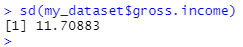 > sd(my_dataset$gross.income)
[1] 11.70883
>